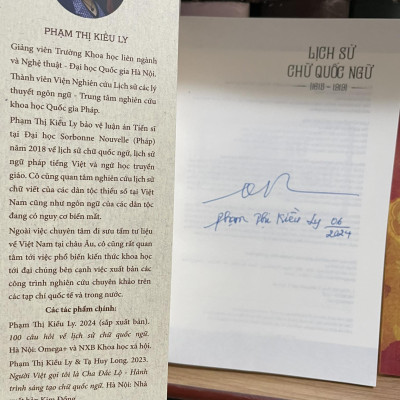 PHẠM THỊ KIỀU LY
Giảng viên Trường Khoa học liên ngành
và Nghệ thuật - Đại học Quốc gia Hà Nội.
Thành viên Viện Nghiên cứu Lịch sử các lý
thuyết ngôn ngữ - Trung tâm nghiên cứu
khoa học Quốc gia Pháp.
Phạm Thị Kiều Ly bảo vệ luận án Tiến sĩ
tại Đại học Sorbonne Nouvelle (Pháp)
năm 2018 về lịch sử chữ quốc ngữ, lịch sử
ngữ pháp tiếng Việt và ngữ học truyền
giáo. Cô cũng quan tâm nghiên cứu lịch sử
chữ viết của các dân tộc thiểu số tại Việt
Nam cũng như ngôn ngữ của các dân tộc
đang có nguy cơ biến mất.
Ngoài việc chuyên tâm đi sưu tầm tư liệu
về Việt Nam tại châu Âu, cô cũng rất quan
tâm tới việc phổ biến kiến thức khoa học
tới đại chúng bên cạnh việc xuất bản các
công trình nghiên cứu chuyên khảo trên
các tạp chí quốc tế và trong nước.
Các tác phẩm chính:
Phạm Thị Kiều Ly. 2024 (sắp xuất bản).
100 câu hỏi về lịch sử chữ quốc ngữ.
Hà Nội: Omega+ và NXB Khoa học xã hội.
Phạm Thị Kiều Ly & Tạ Huy Long. 2023.
Người Việt gọi tôi là Cha Đắc Lộ - Hành
trình sáng tạo chữ quốc ngữ. Hà Nội: Nhà
xuất bản Kim Đồng.
LỊCH SỬ
CHỮ QUỐC NGỮ
Phạm Thị Kiều Ly 06
2024